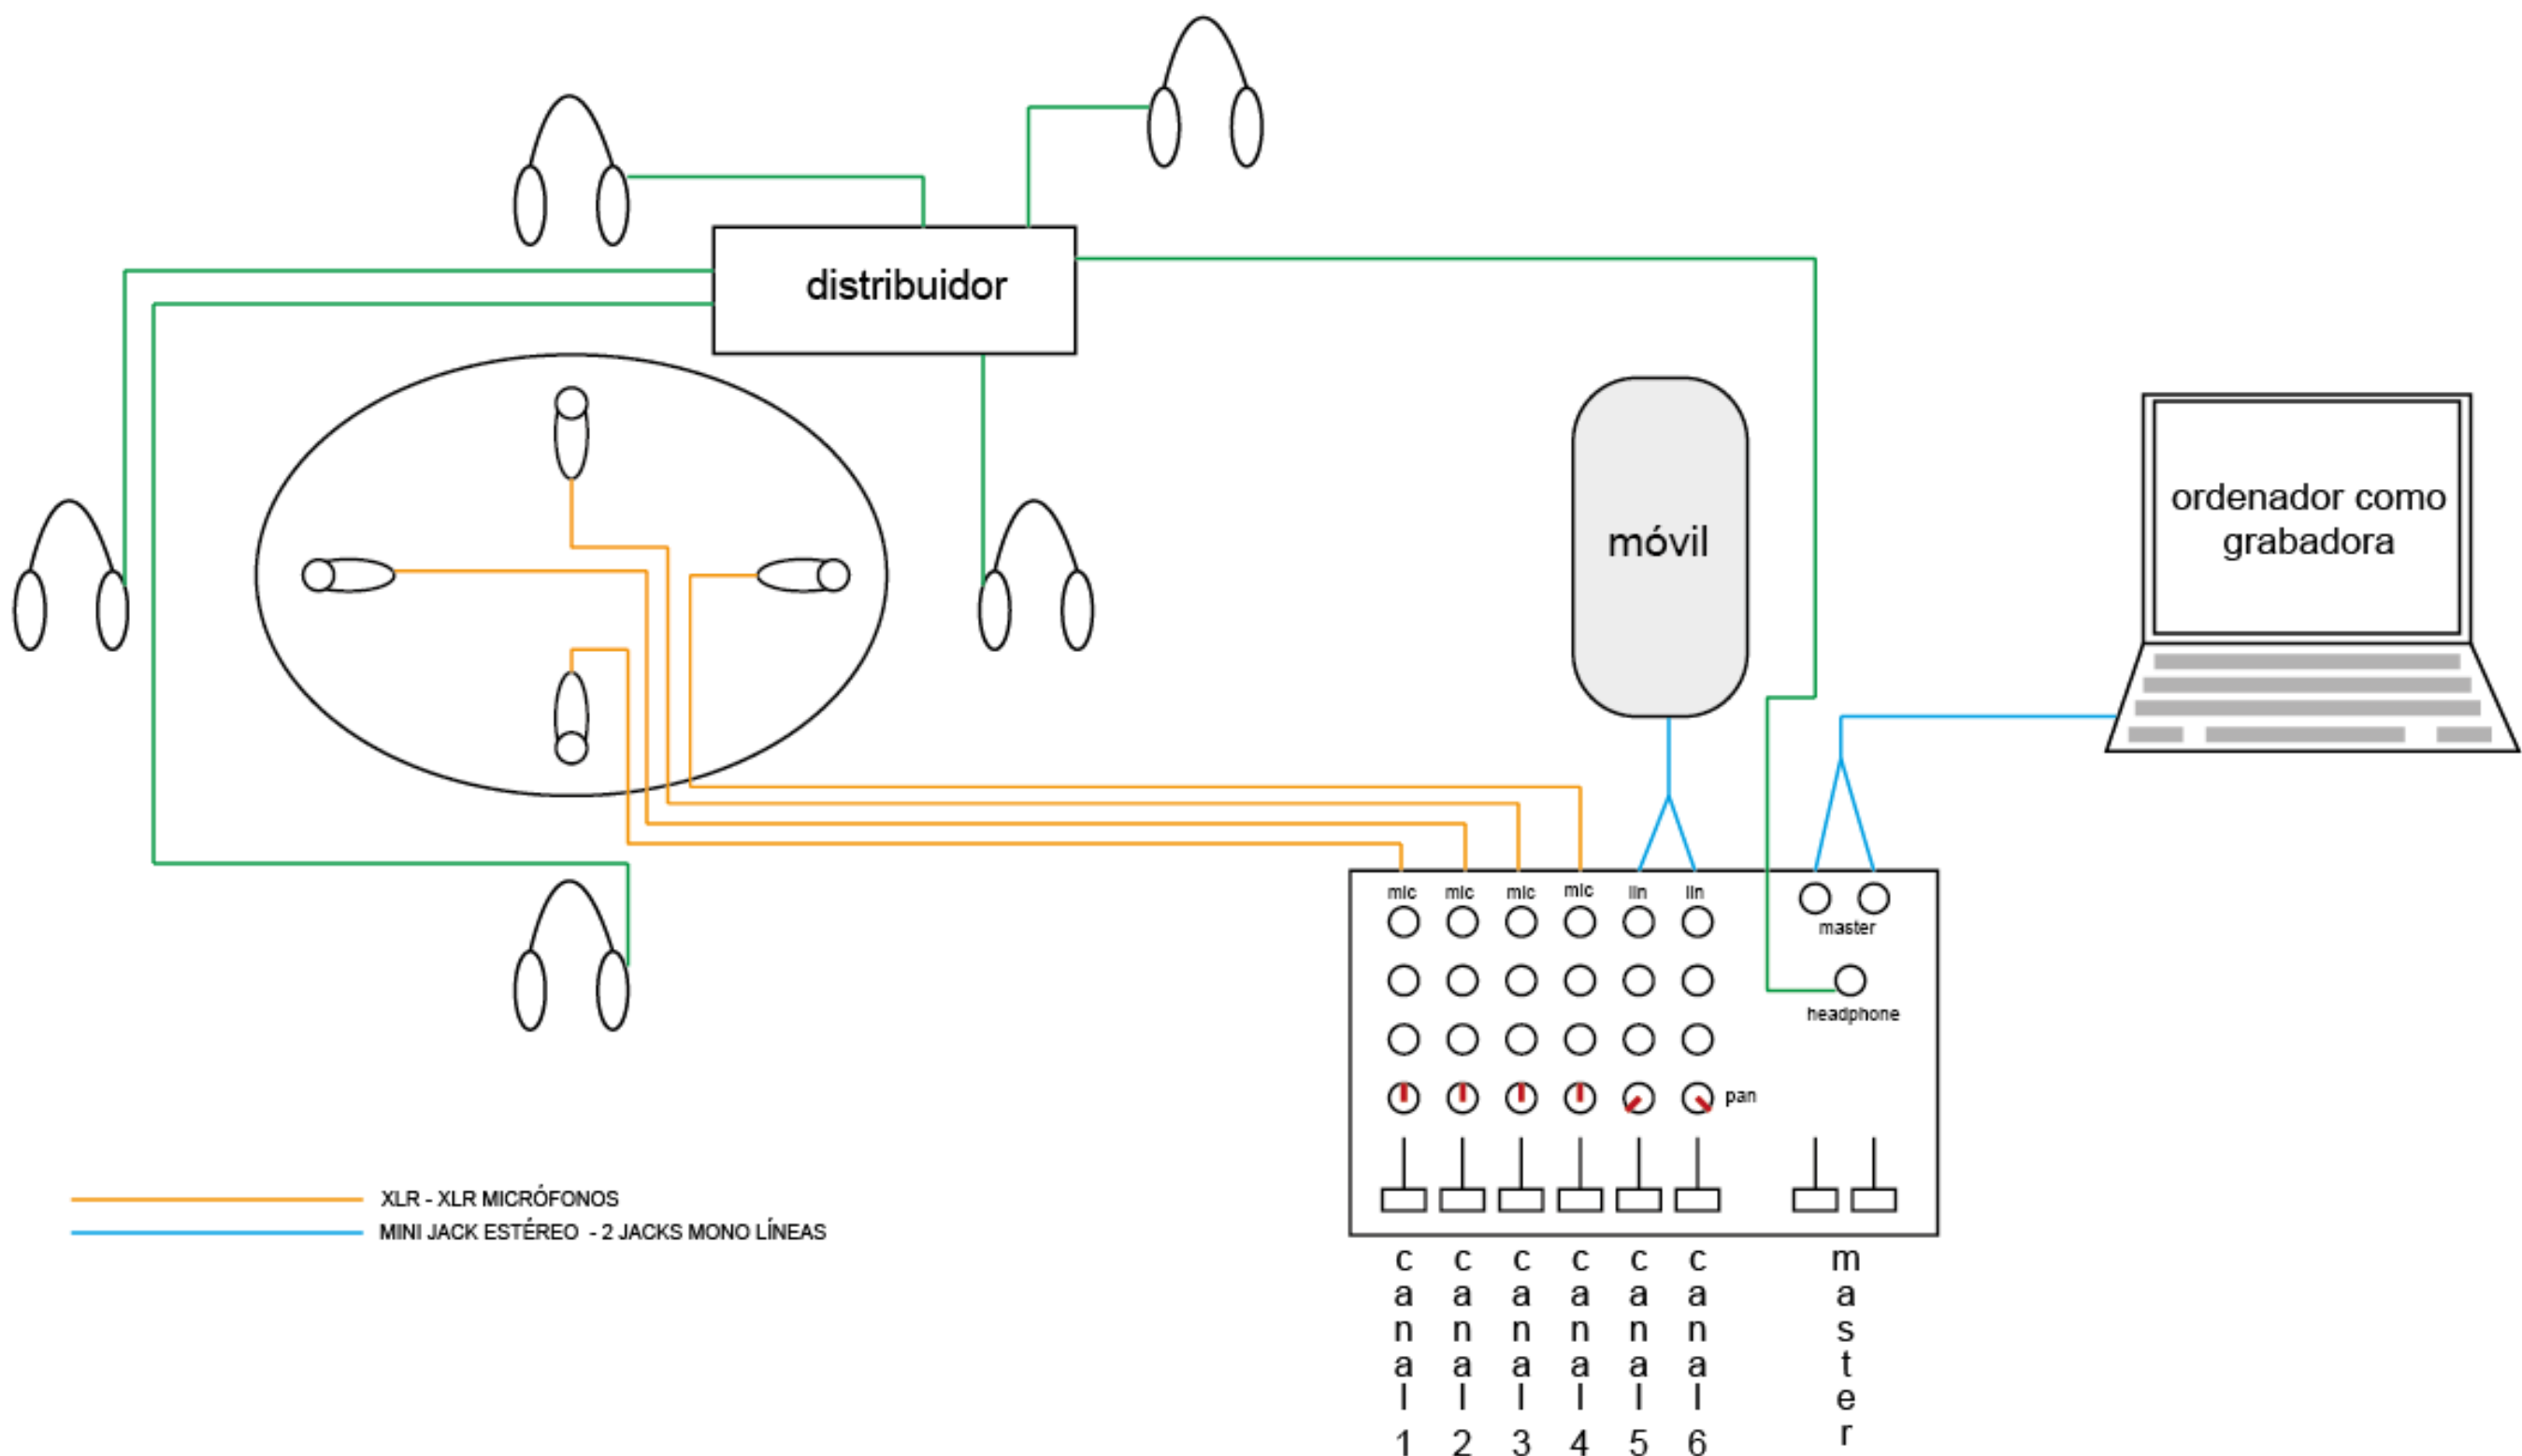 distribuidor
móvil
ordenador como
grabadora
mic mic mic mic lin lin
master
headphone
pan
XLR - XLR MICRÓFONOS
MINI JACK ESTÉREO - 2 JACKS MONO LÍNEAS
canal 1
canal 2
canal 3
canal 4
canal 5
canal 6
master